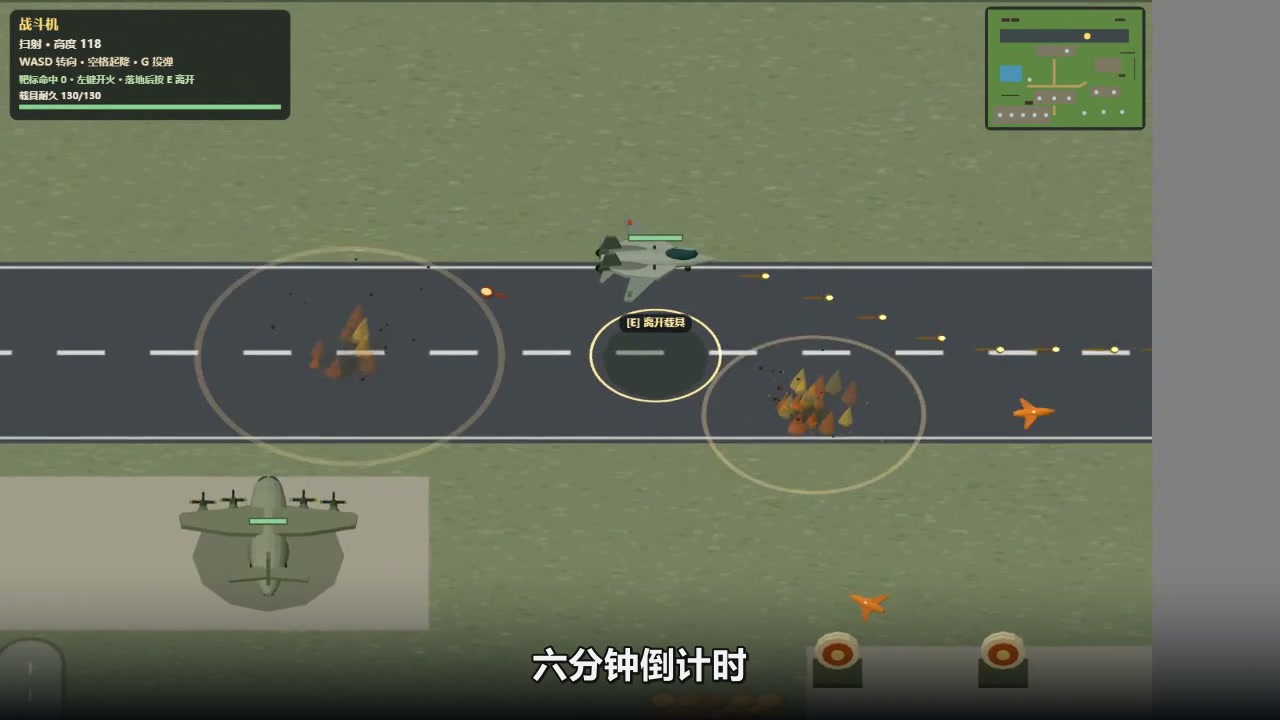 战斗机
扫射 • 高度 118
WASD 转向 • 空格起降 • G 投弹
靶标命中 0 • 左键开火 • 落地后按 E 离开
载具耐久 130/130
[E] 离开载具
六分钟倒计时